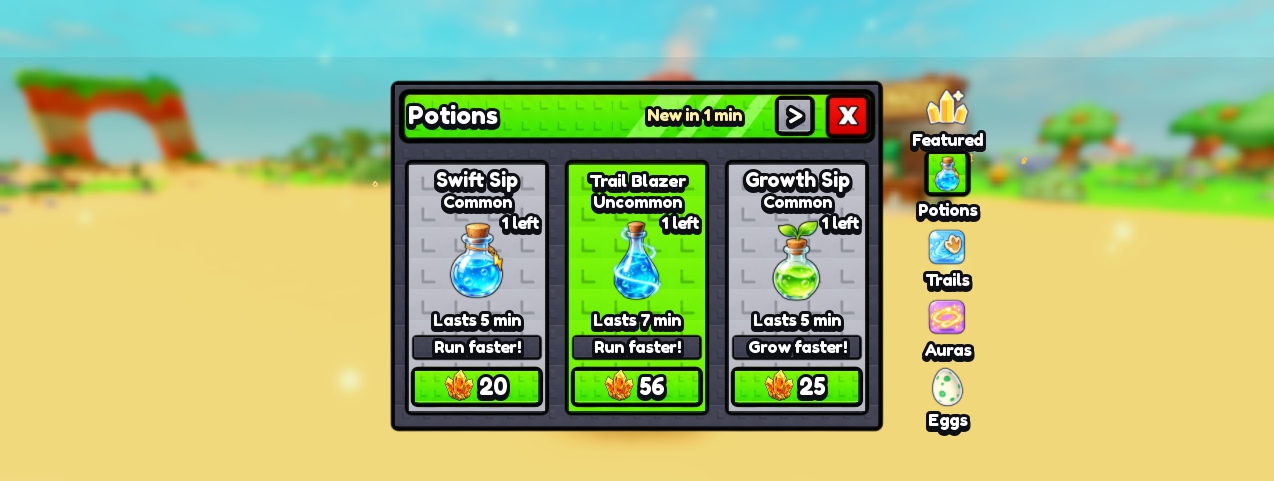 Potions
New in 1 min
>
X
Swift Sip
Common
1 left
Lasts 5 min
Run faster!
20
Trail Blazer
Uncommon
1 left
Lasts 7 min
Run faster!
56
Growth Sip
Common
1 left
Lasts 5 min
Grow faster!
25
Featured
Potions
Trails
Auras
Eggs